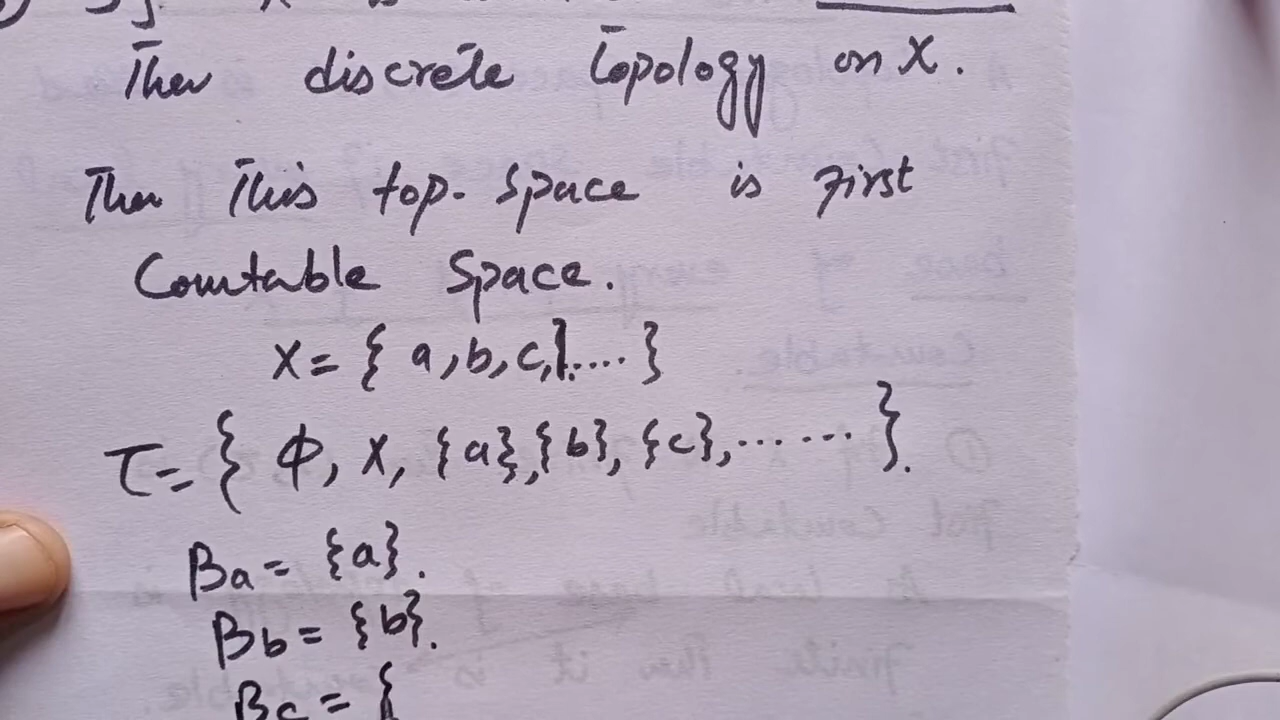 Then discrete Topology on X.
Then This top. Space is First
Countable Space.
X = { a, b, c, ..... }
τ = { Φ, X, {a}, {b}, {c}, ....... }.
Ba = {a}.
Bb = {b}.
Bc = {